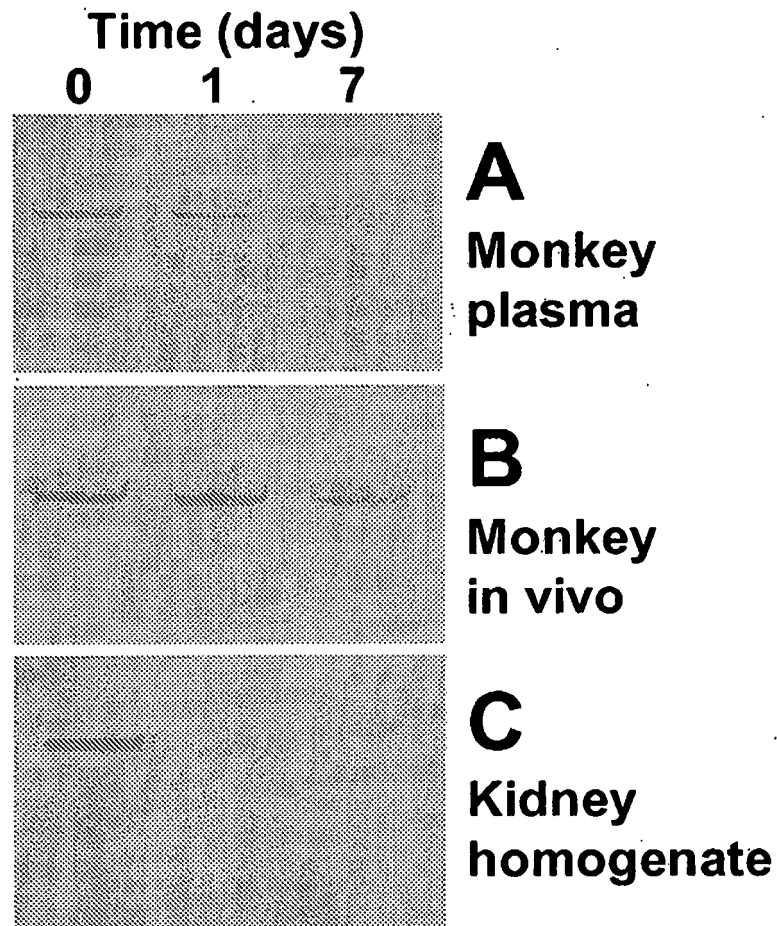 Time (days)
0 1 7
A
Monkey
plasma
B
Monkey
in vivo
C
Kidney
homogenate